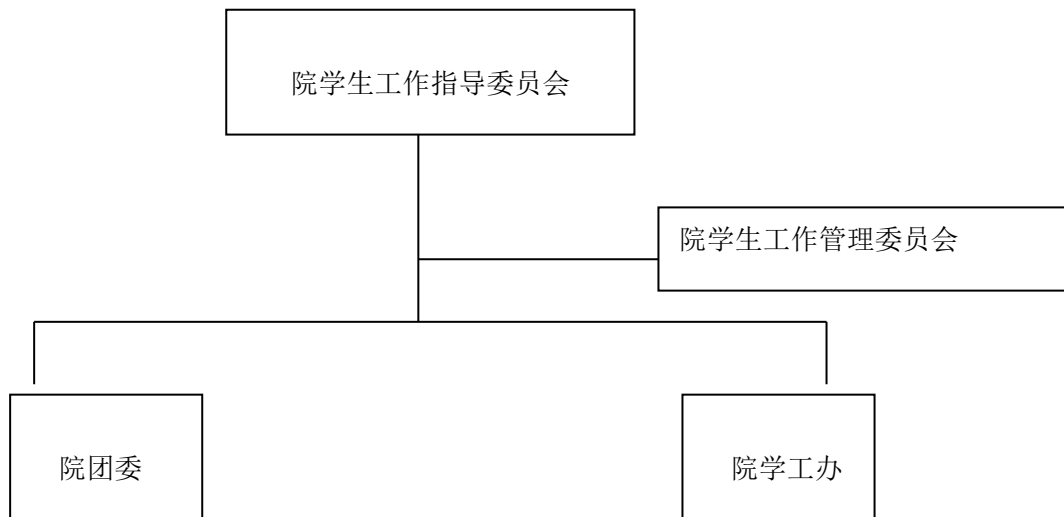 院学生工作指导委员会
院学生工作管理委员会
院团委
院学工办